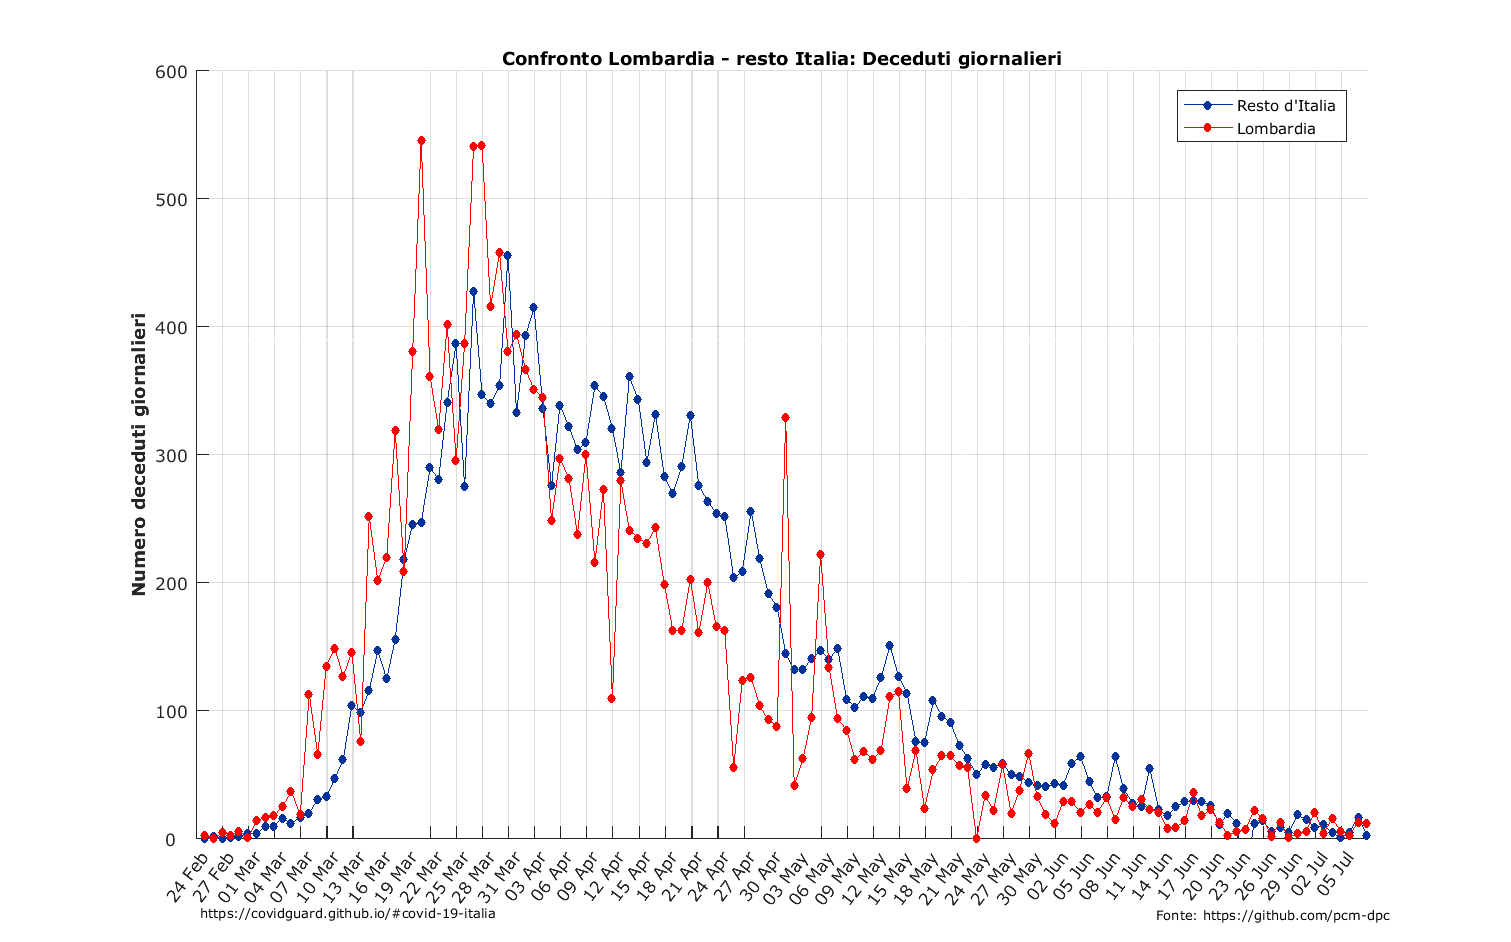 Confronto Lombardia - resto Italia: Deceduti giornalieri
Resto d'Italia
Lombardia
Numero deceduti giornalieri
600
500
400
300
200
100
0
24 Feb
27 Feb
01 Mar
04 Mar
07 Mar
10 Mar
13 Mar
16 Mar
19 Mar
22 Mar
25 Mar
28 Mar
31 Mar
03 Apr
06 Apr
09 Apr
12 Apr
15 Apr
18 Apr
21 Apr
24 Apr
27 Apr
30 Apr
03 May
06 May
09 May
12 May
15 May
18 May
21 May
24 May
27 May
30 May
02 Jun
05 Jun
08 Jun
11 Jun
14 Jun
17 Jun
20 Jun
23 Jun
26 Jun
29 Jun
02 Jul
05 Jul
https://covidguard.github.io/#covid-19-italia
Fonte: https://github.com/pcm-dpc